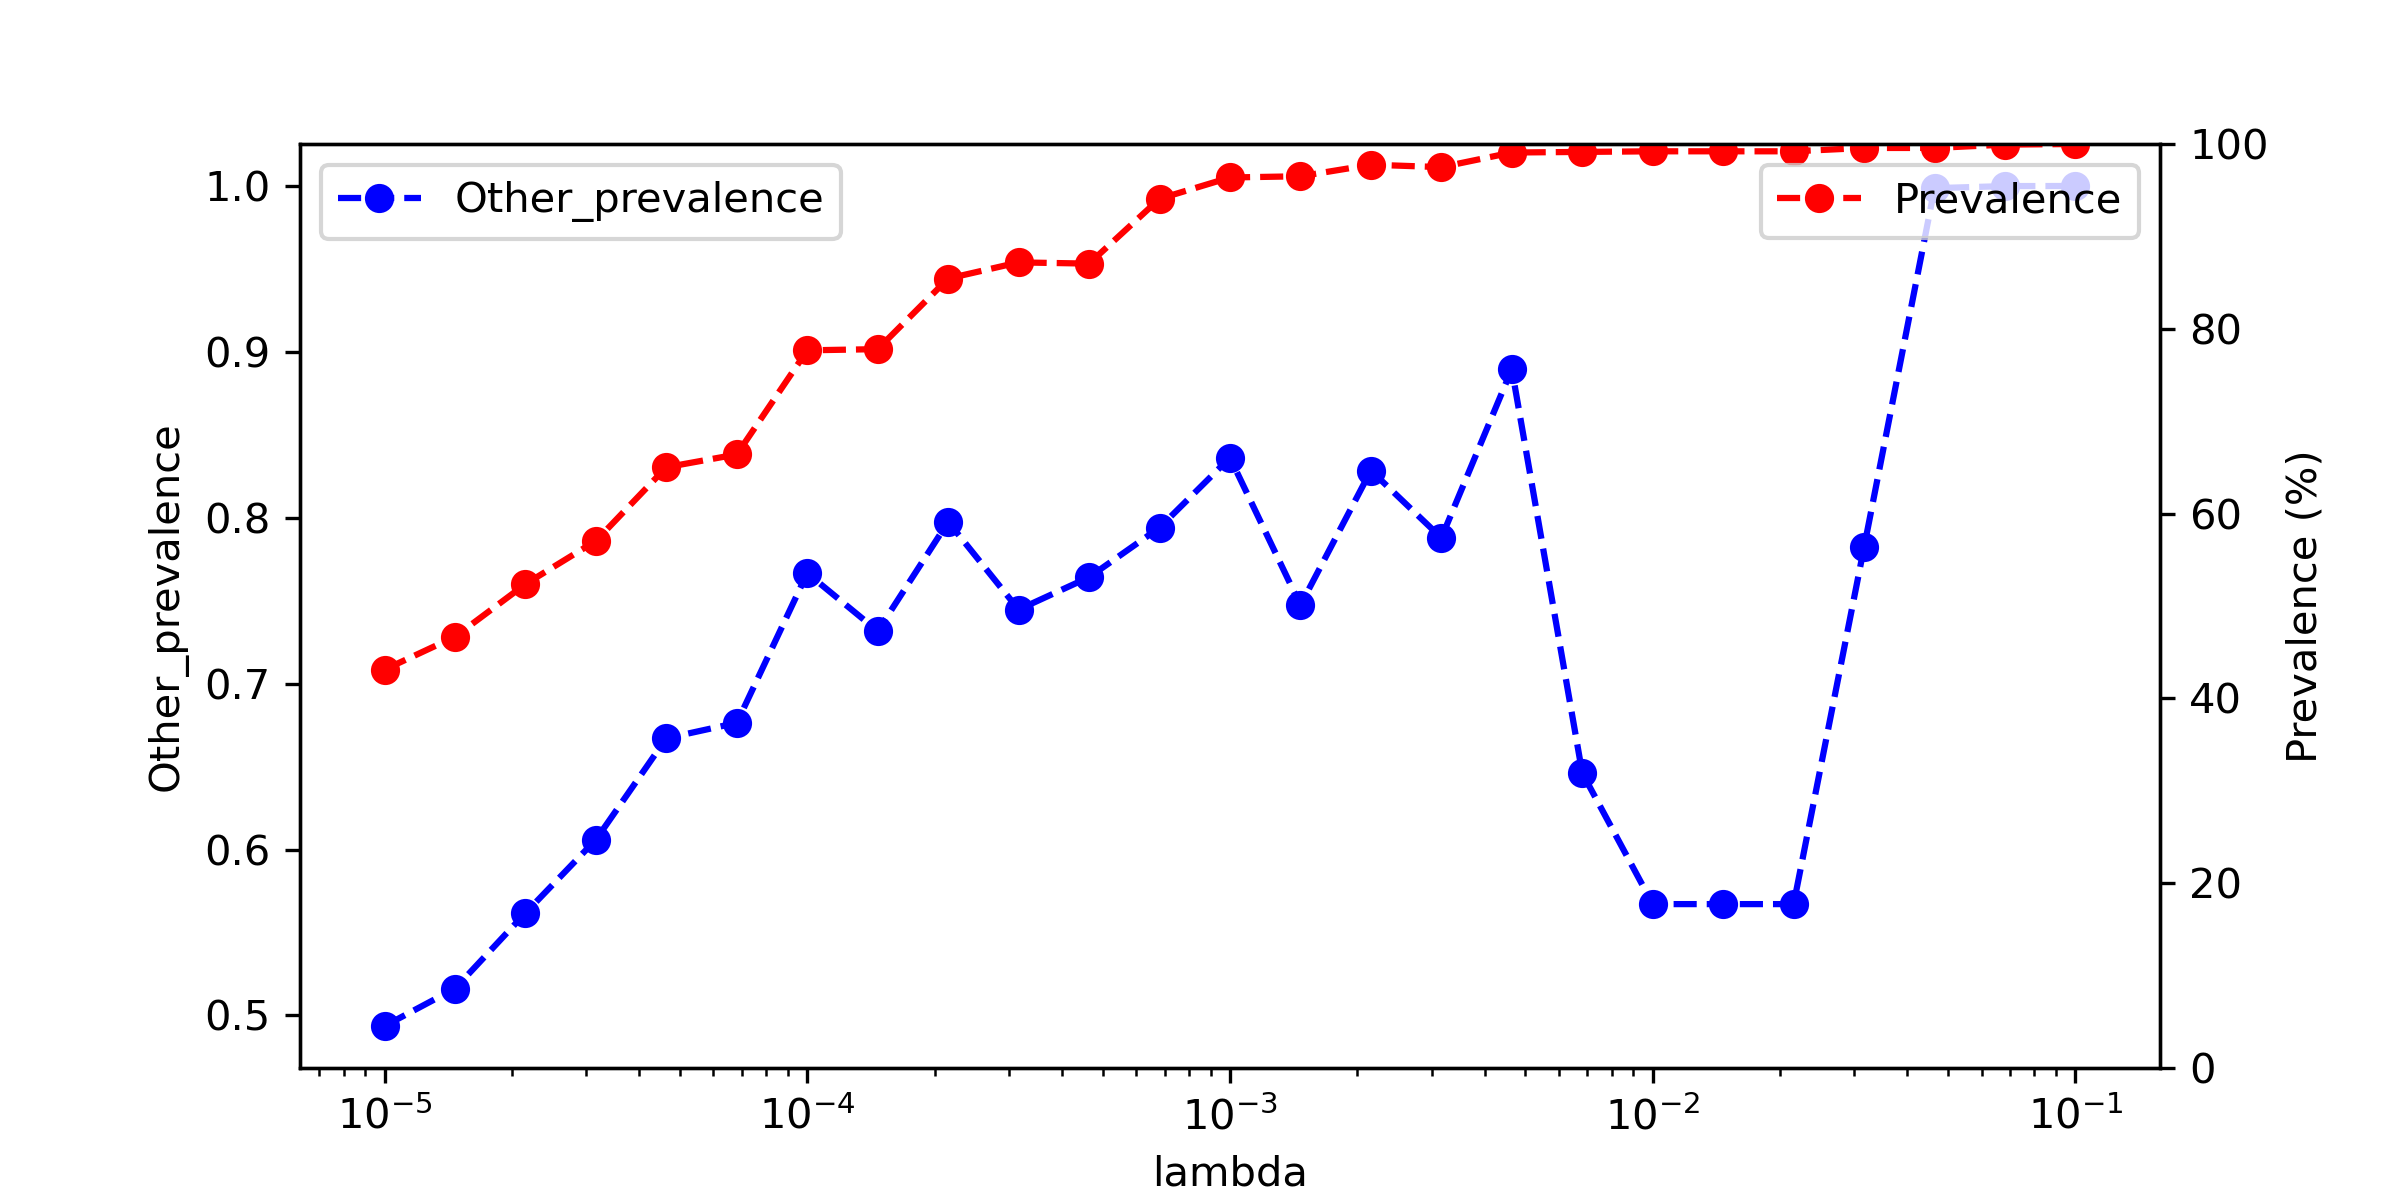 Other_prevalence
Prevalence
1.0
0.9
0.8
0.7
0.6
0.5
Other_prevalence
100
80
60
40
20
0
Prevalence (%)
10⁻⁵ 10⁻⁴ 10⁻³ 10⁻² 10⁻¹
lambda